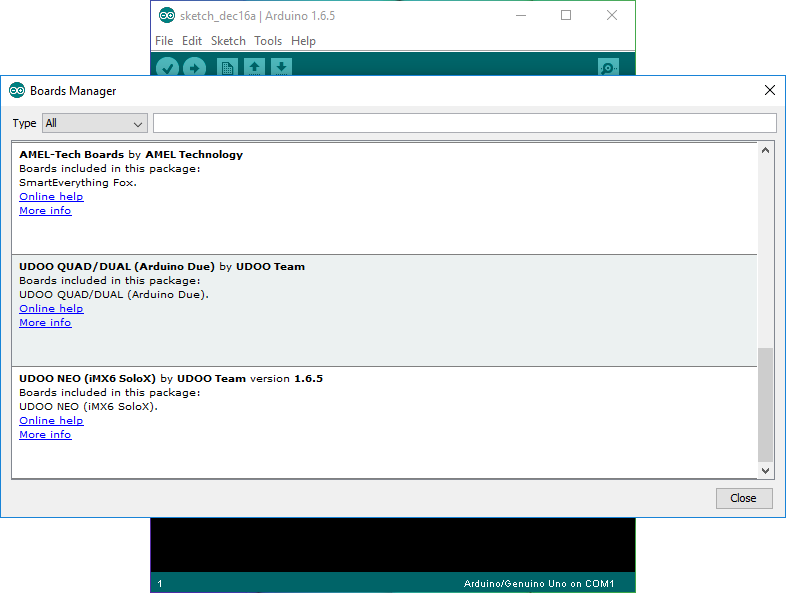 sketch_dec16a | Arduino 1.6.5
File Edit Sketch Tools Help
Boards Manager
Type All
AMEL-Tech Boards by AMEL Technology
Boards included in this package:
SmartEverything Fox.
Online help
More info
UDOO QUAD/DUAL (Arduino Due) by UDOO Team
Boards included in this package:
UDOO QUAD/DUAL (Arduino Due).
Online help
More info
UDOO NEO (iMX6 SoloX) by UDOO Team version 1.6.5
Boards included in this package:
UDOO NEO (iMX6 SoloX).
Online help
More info
Close
1 Arduino/Genuino Uno on COM1